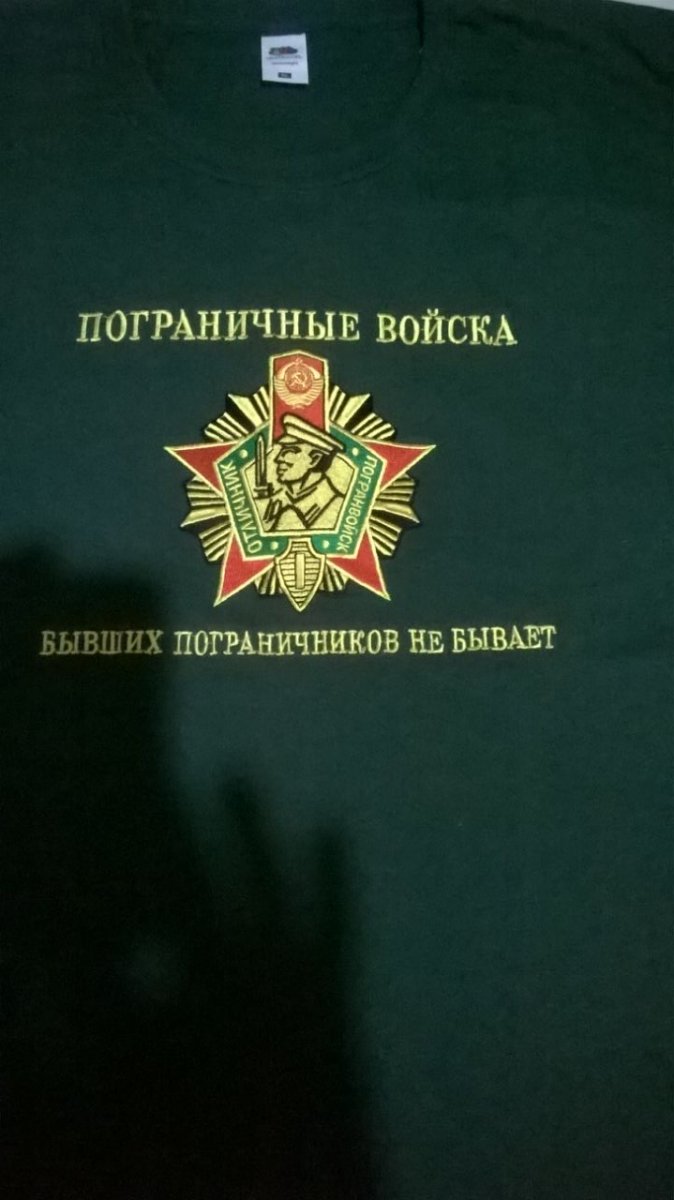 ПОГРАНИЧНЫЕ ВОЙСКА
ОТЛИЧНИК
ПОГРАНВОЙСК
БЫВШИХ ПОГРАНИЧНИКОВ НЕ БЫВАЕТ